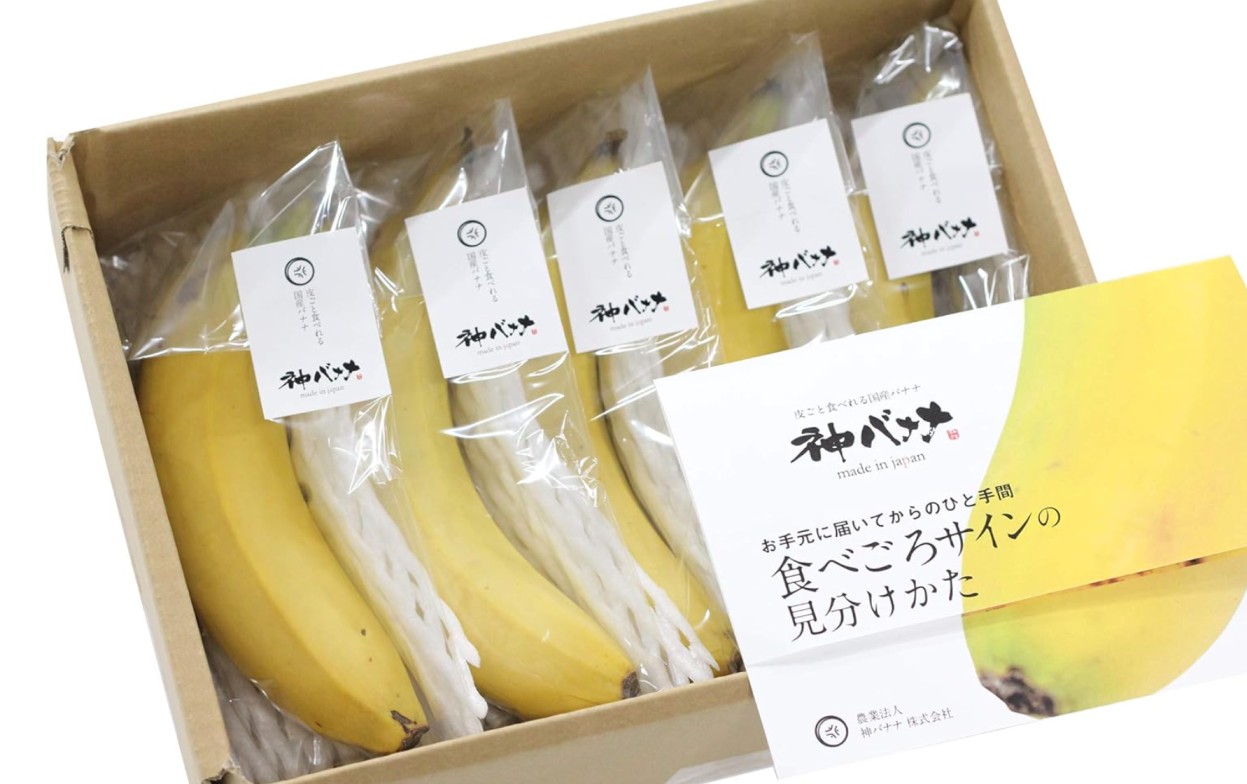 皮ごと食べれる
国産バナナ
神バナナ
made in japan
皮ごと食べれる
国産バナナ
神バナナ
made in japan
皮ごと食べれる
国産バナナ
神バナナ
made in japan
皮ごと食べれる
国産バナナ
神バナナ
made in japan
皮ごと食べれる
国産バナナ
神バナナ
made in japan
皮ごと食べれる国産バナナ
神バナナ
made in japan
お手元に届いてからのひと手間
食べごろサインの
見分けかた
農業法人
神バナナ 株式会社